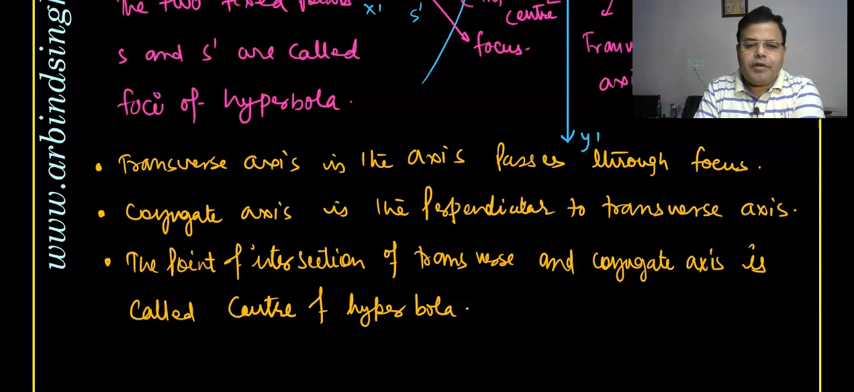 The two fixed points
x' s'
centre
focus.
Transv
axis
s and s' are called
foci of hyperbola.
y'
• Transverse axis is the axis passes through focus.
• Conjugate axis is the perpendicular to transverse axis.
• The point of intersection of transverse and conjugate axis is
called centre of hyperbola.
www.arbindsingh